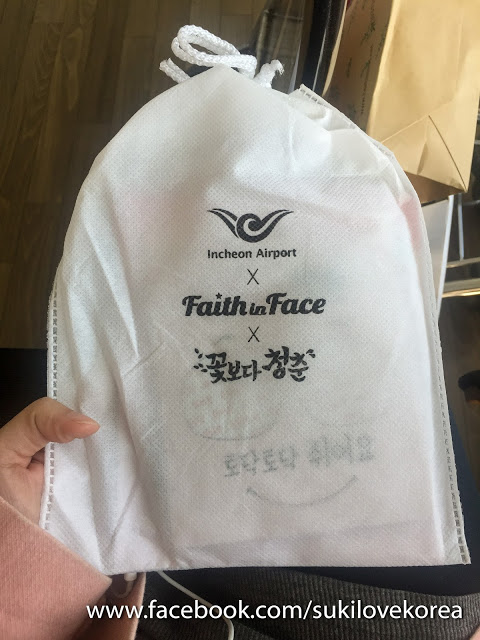 Incheon Airport
X
Faith in Face
X
꽃보다 청춘
토닥토닥 쉬어요
www.facebook.com/sukilovekorea